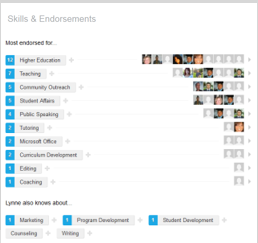 Skills & Endorsements
Most endorsed for...
12 Higher Education +
7 Teaching +
5 Community Outreach +
5 Student Affairs +
4 Public Speaking +
2 Tutoring +
2 Microsoft Office +
2 Curriculum Development +
1 Editing +
1 Coaching +
Lynne also knows about...
1 Marketing + 1 Program Development + 1 Student Development +
Counseling + Writing +